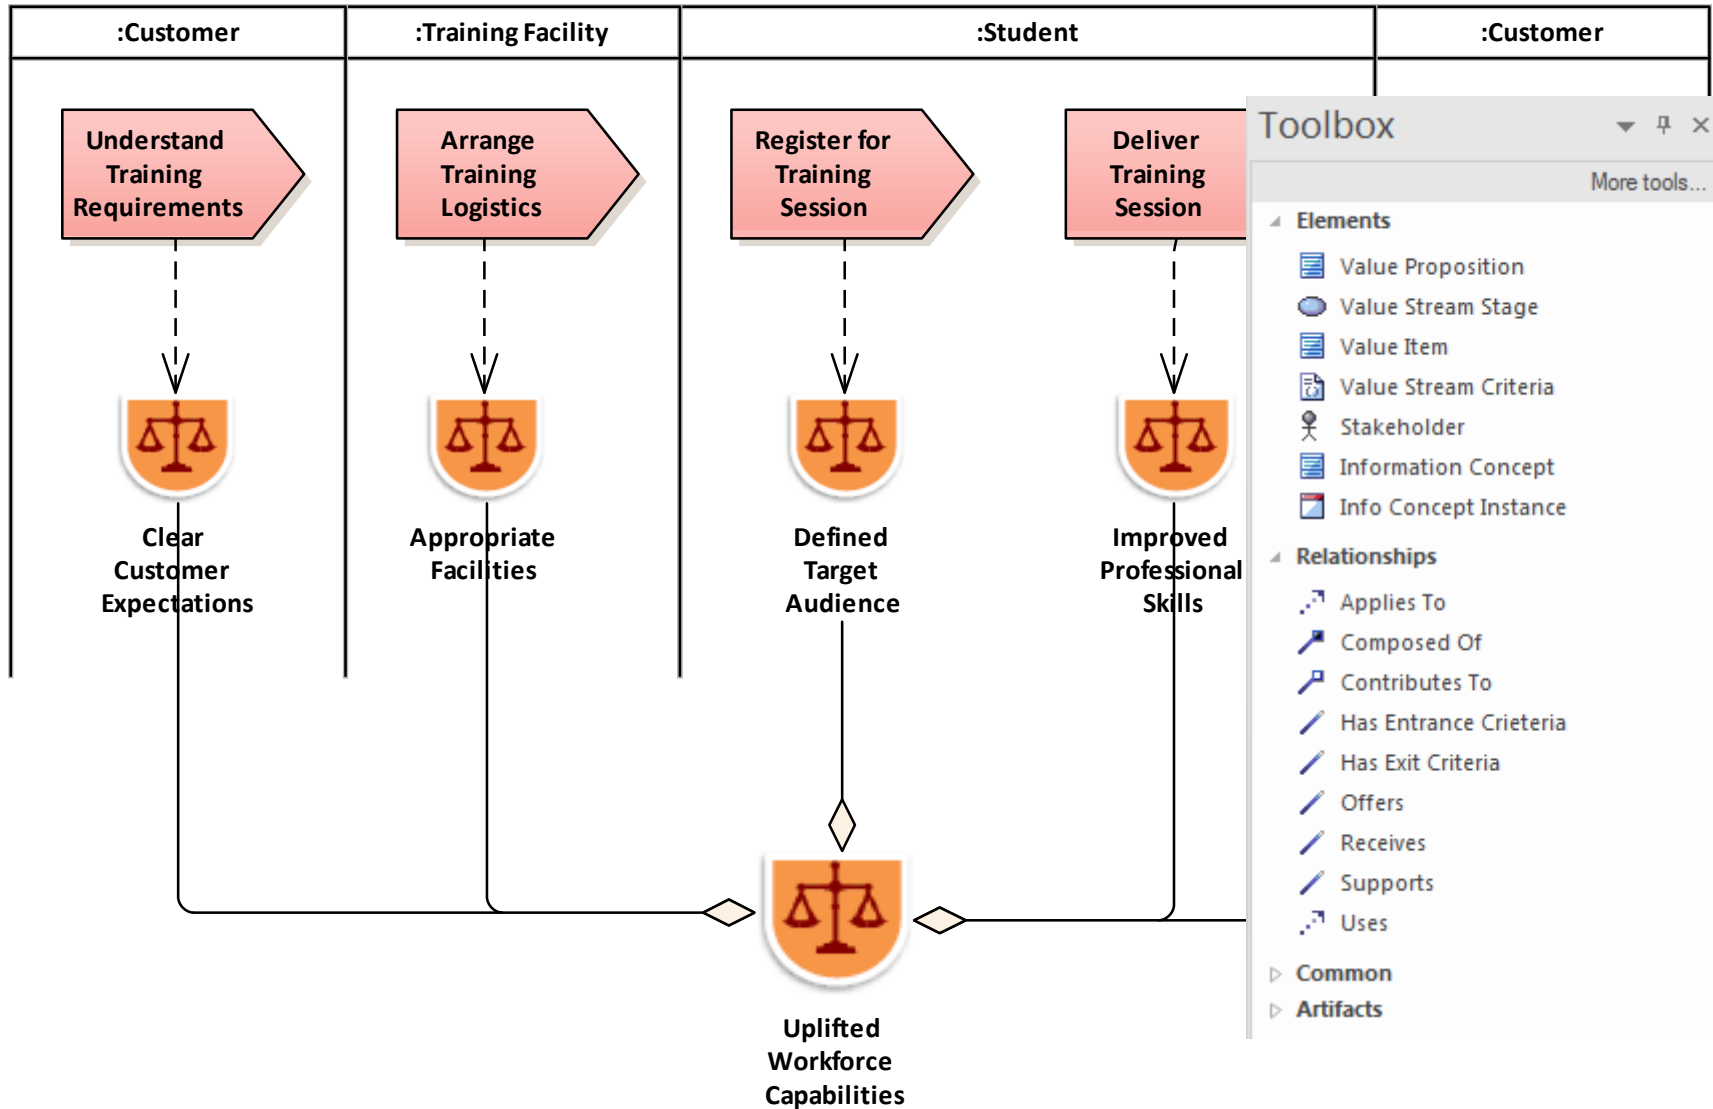 :Customer
:Training Facility
:Student
:Customer
Understand
Training
Requirements
Arrange
Training
Logistics
Register for
Training
Session
Deliver
Training
Session
Clear
Customer
Expectations
Appropriate
Facilities
Defined
Target
Audience
Improved
Professional
Skills
Uplifted
Workforce
Capabilities
Toolbox
More tools...
Elements
Value Proposition
Value Stream Stage
Value Item
Value Stream Criteria
Stakeholder
Information Concept
Info Concept Instance
Relationships
Applies To
Composed Of
Contributes To
Has Entrance Crieteria
Has Exit Criteria
Offers
Receives
Supports
Uses
Common
Artifacts